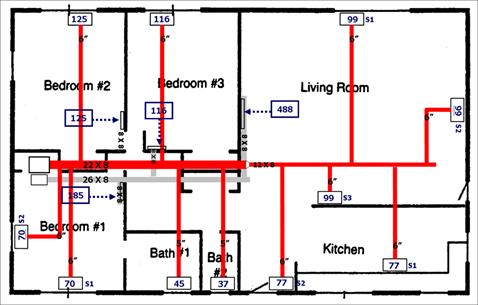 125
116
99 S1
6"
6"
6"
Bedroom #2
Bedroom #3
Living Room
125
116
488
99
S2
6"
8 X 8
8 X 8
8 X 8
22 X 8
12 X 8
26 X 8
185
8 X 8
99 S3
6"
Bedroom #1
S2
70
6"
6"
5"
5"
6"
6"
Bath #1
Bath
#2
Kitchen
77 S1
70 S1
45
37
77 S2